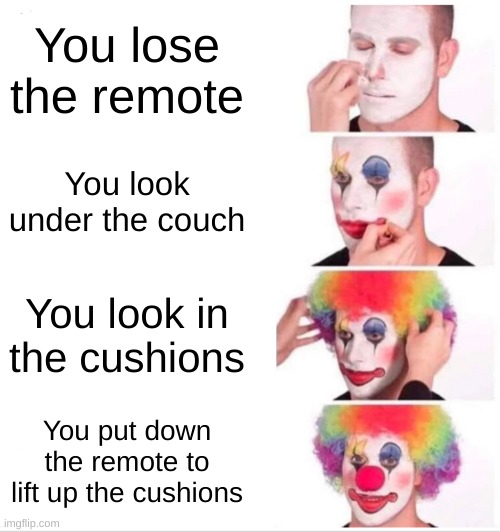 You lose
the remote
You look
under the couch
You look in
the cushions
You put down
the remote to
lift up the cushions
imgflip.com